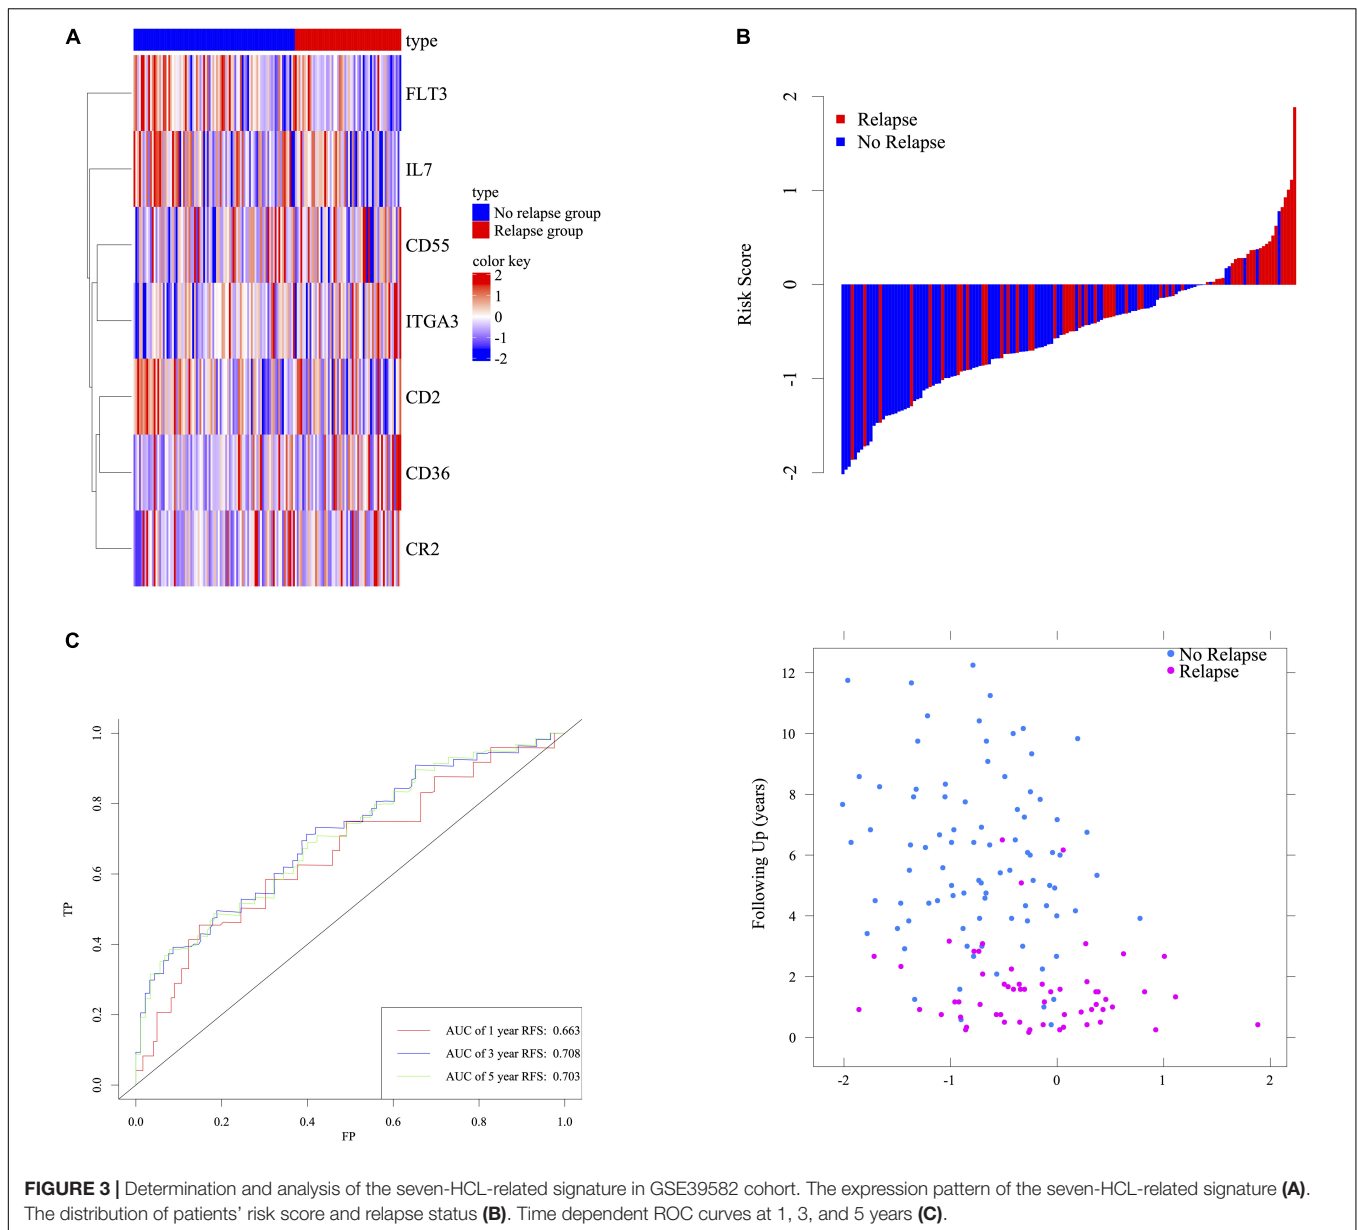 A
type
FLT3
IL7
CD55
ITGA3
CD2
CD36
CR2
type
No relapse group
Relapse group
color key
2
1
0
-1
-2
B
Relapse
No Relapse
Risk Score
2
1
0
-1
-2
C
TP
1.0
0.8
0.6
0.4
0.2
0.0
AUC of 1 year RFS: 0.663
AUC of 3 year RFS: 0.708
AUC of 5 year RFS: 0.703
0.0 0.2 0.4 0.6 0.8 1.0
FP
No Relapse
Relapse
Following Up (years)
12
10
8
6
4
2
0
-2 -1 0 1 2
FIGURE 3 | Determination and analysis of the seven-HCL-related signature in GSE39582 cohort. The expression pattern of the seven-HCL-related signature (A).
The distribution of patients' risk score and relapse status (B). Time dependent ROC curves at 1, 3, and 5 years (C).